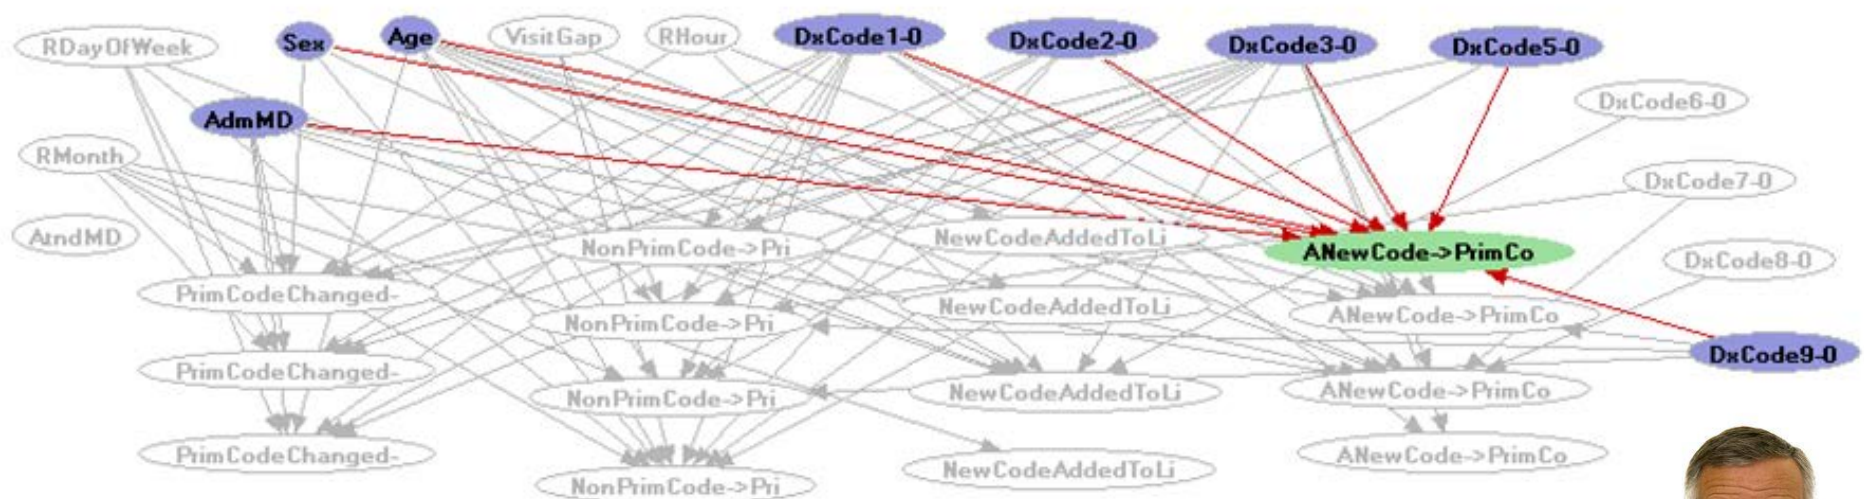 RDayOfWeek
Sex
Age
VisitGap
RHour
DxCode1-0
DxCode2-0
DxCode3-0
DxCode5-0
DxCode6-0
AdmMD
RMonth
DxCode7-0
AtndMD
NonPrimCode->Pri
NewCodeAddedToLi
ANewCode->PrimCo
DxCode8-0
PrimCodeChanged-
NonPrimCode->Pri
NewCodeAddedToLi
ANewCode->PrimCo
DxCode9-0
PrimCodeChanged-
NonPrimCode->Pri
NewCodeAddedToLi
ANewCode->PrimCo
PrimCodeChanged-
NonPrimCode->Pri
NewCodeAddedToLi
ANewCode->PrimCo